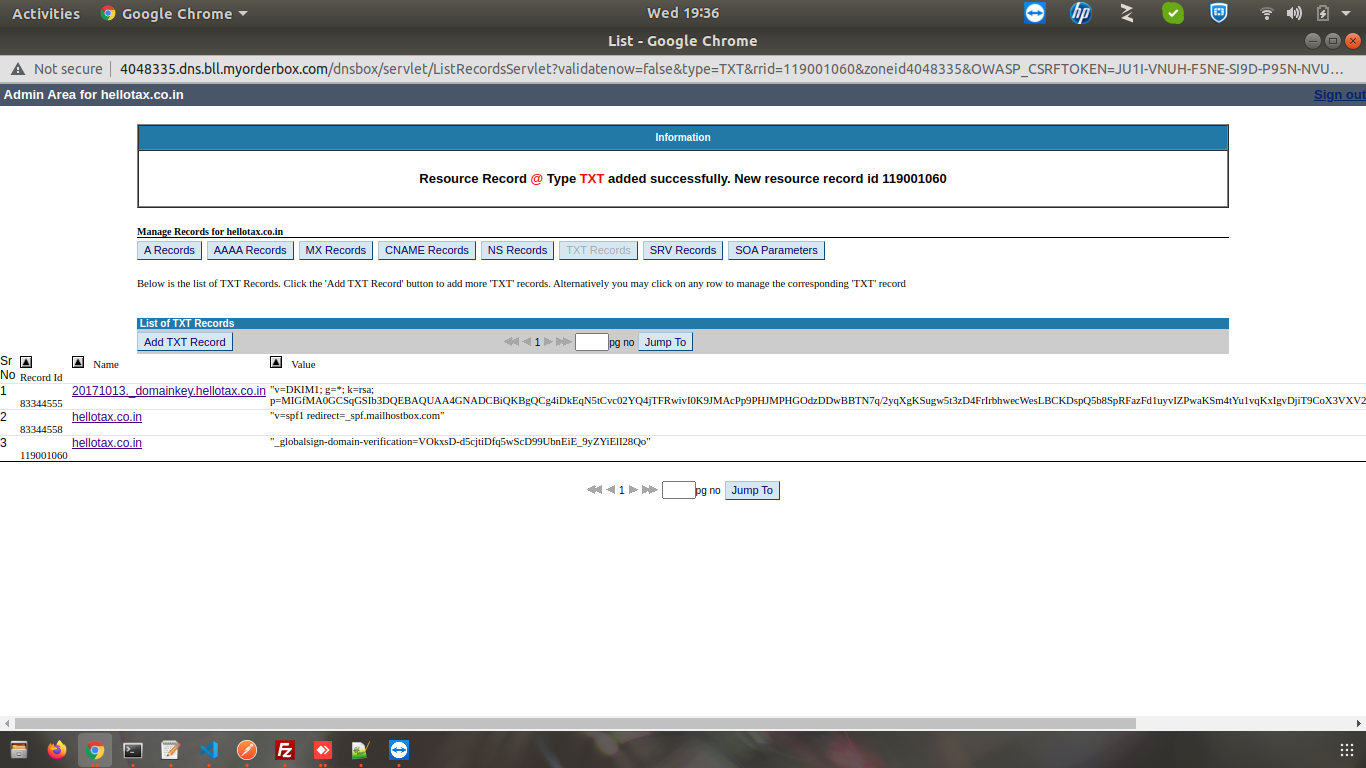 Activities Google Chrome Wed 19:36
List - Google Chrome
Not secure 4048335.dns.bll.myorderbox.com/dnsbox/servlet/ListRecordsServlet?validatenow=false&type=TXT&rrid=119001060&zoneid4048335&OWASP_CSRFTOKEN=JU1I-VNUH-F5NE-SI9D-P95N-NVU...
Admin Area for hellotax.co.in Sign out
Information
Resource Record @ Type TXT added successfully. New resource record id 119001060
Manage Records for hellotax.co.in
A Records AAAA Records MX Records CNAME Records NS Records TXT Records SRV Records SOA Parameters
Below is the list of TXT Records. Click the 'Add TXT Record' button to add more 'TXT' records. Alternatively you may click on any row to manage the corresponding 'TXT' record
List of TXT Records
Add TXT Record 1 pg no Jump To
Sr No Record Id Name Value
1 83344555 20171013._domainkey.hellotax.co.in "v=DKIM1; g=*; k=rsa;
p=MIGfMA0GCSqGSIb3DQEBAQUAA4GNADCBiQKBgQCg4iDkEqN5tCvc02YQ4jTFRwivI0K9JMAcPp9PHJMPHGOdzDDwBBTN7q/2yqXgKSugw5t3zD4FrIrbhwecWesLBCKDspQ5b8SpRFazFd1uyvIZPwaKSm4tYu1vqKxIgvDjiT9CoX3VXV2
2 83344558 hellotax.co.in "v=spf1 redirect=_spf.mailhostbox.com"
3 119001060 hellotax.co.in "_globalsign-domain-verification=VOkxsD-d5cjtiDfq5wScD99UbnEiE_9yZYiElI28Qo"
1 pg no Jump To